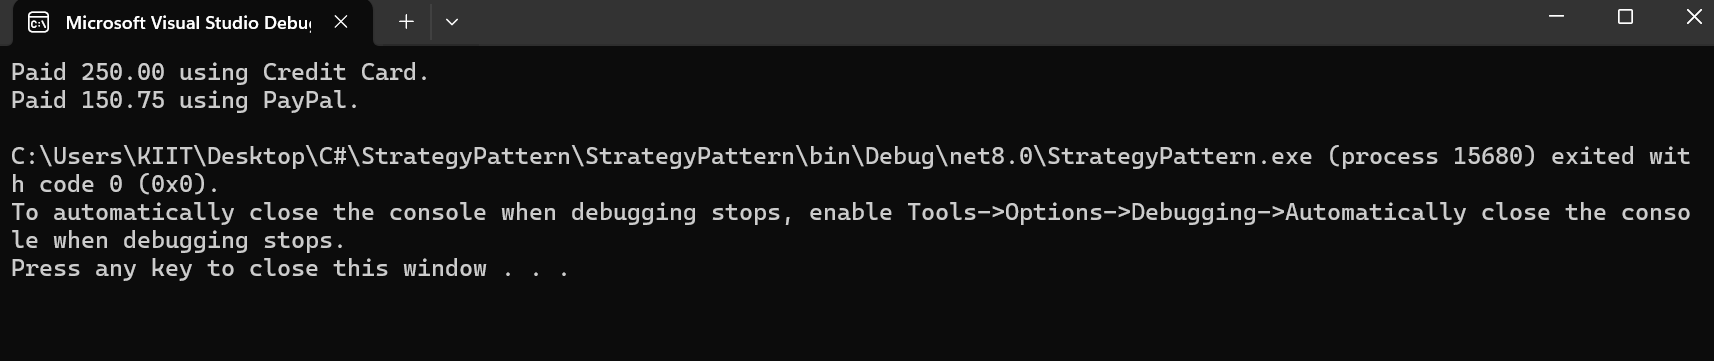 Microsoft Visual Studio Debu
Paid 250.00 using Credit Card.
Paid 150.75 using PayPal.
C:\Users\KIIT\Desktop\C#\StrategyPattern\StrategyPattern\bin\Debug\net8.0\StrategyPattern.exe (process 15680) exited wit
h code 0 (0x0).
To automatically close the console when debugging stops, enable Tools->Options->Debugging->Automatically close the conso
le when debugging stops.
Press any key to close this window . . .